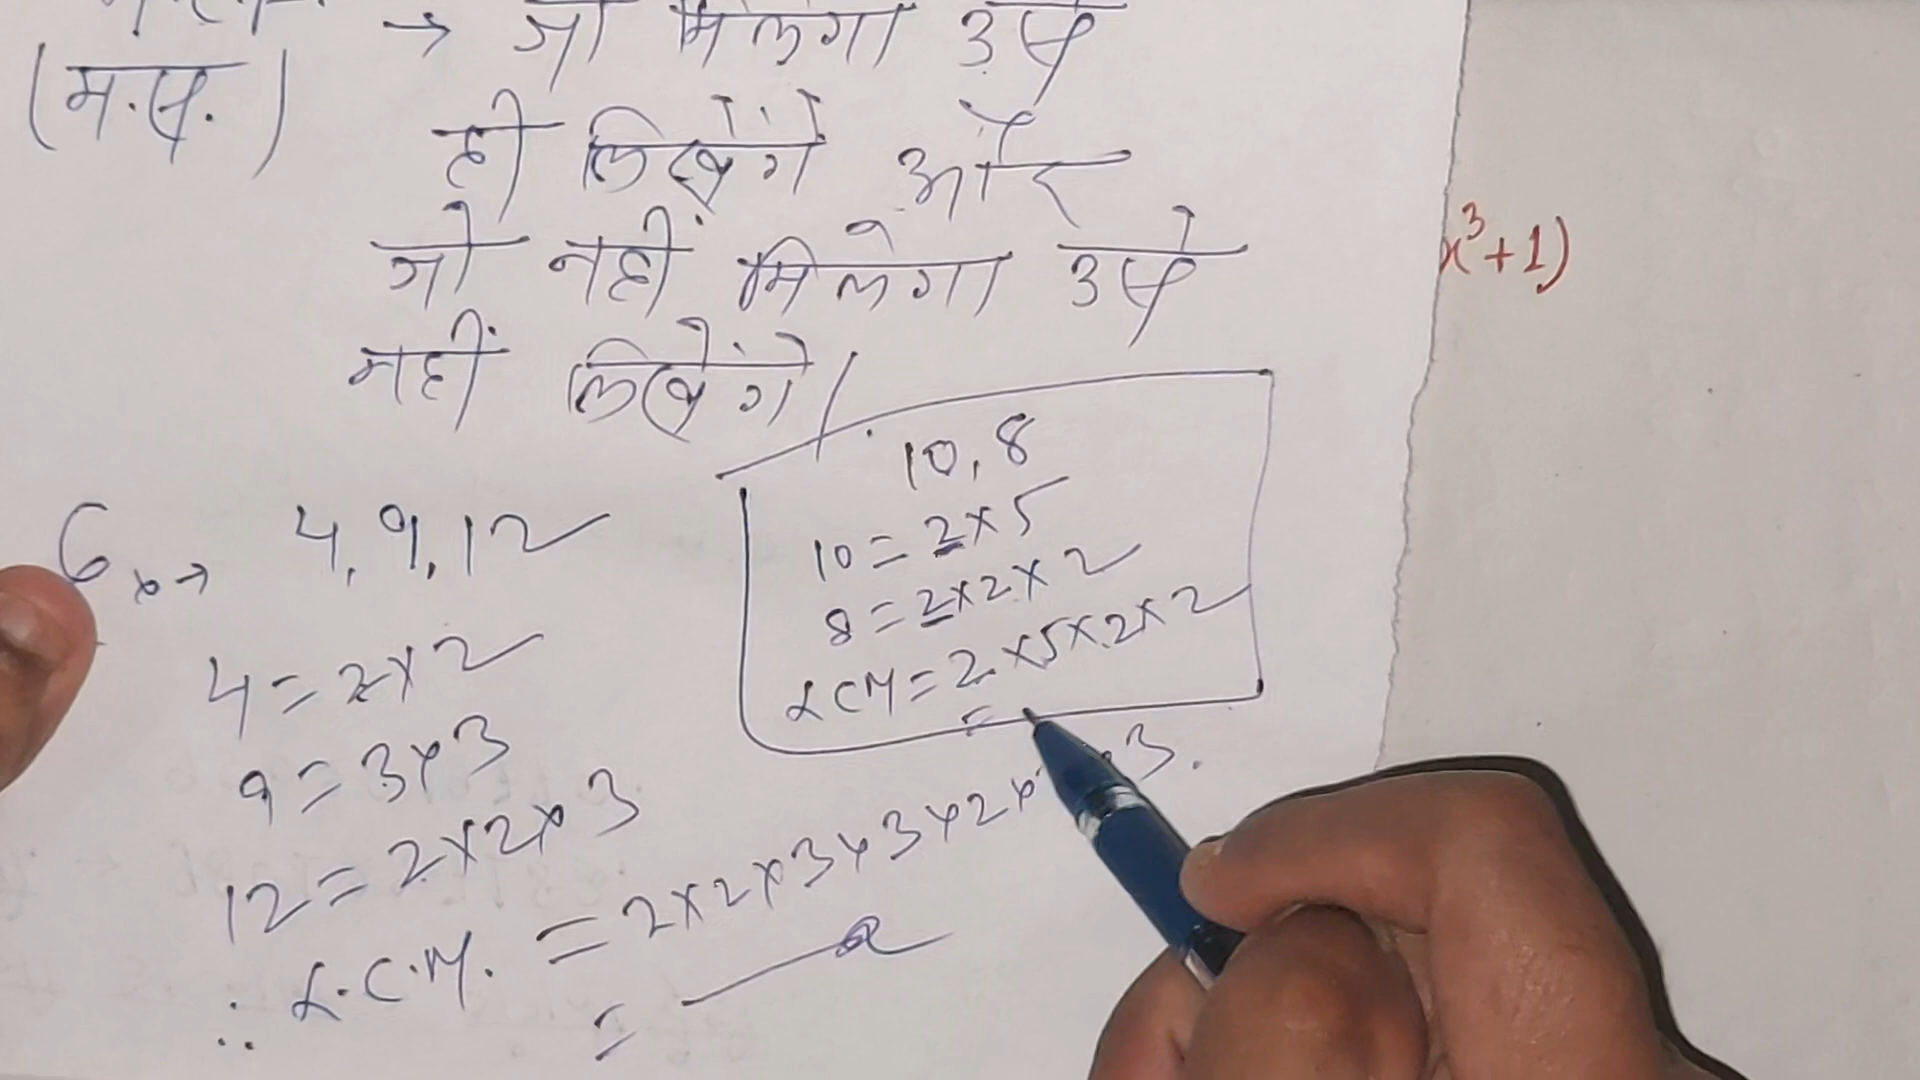 (म.स.) → जो मिलेगा उसे
ही लिखेंगे और
जो नहीं मिलेगा उसे
नहीं लिखेंगे।
x³+1)
Ex→ 4, 9, 12
4 = 2×2
9 = 3×3
12 = 2×2×3
∴ L.C.M. = 2×2×3×3×2× ×3.
=
10, 8
10 = 2×5
8 = 2×2×2
LCM = 2×5×2×2
=